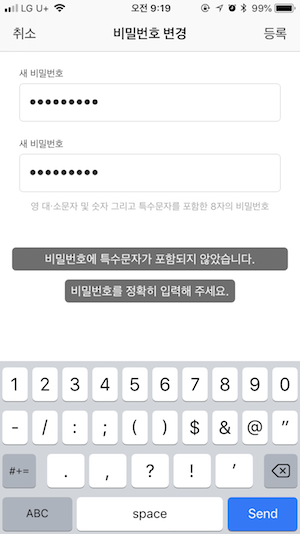 LG U+ 오전 9:19 99%
취소 비밀번호 변경 등록
새 비밀번호
새 비밀번호
영 대·소문자 및 숫자 그리고 특수문자를 포함한 8자의 비밀번호
비밀번호에 특수문자가 포함되지 않았습니다.
비밀번호를 정확히 입력해 주세요.
1 2 3 4 5 6 7 8 9 0
- / : ; ( ) $ & @ "
#+= . , ? ! '
ABC space Send